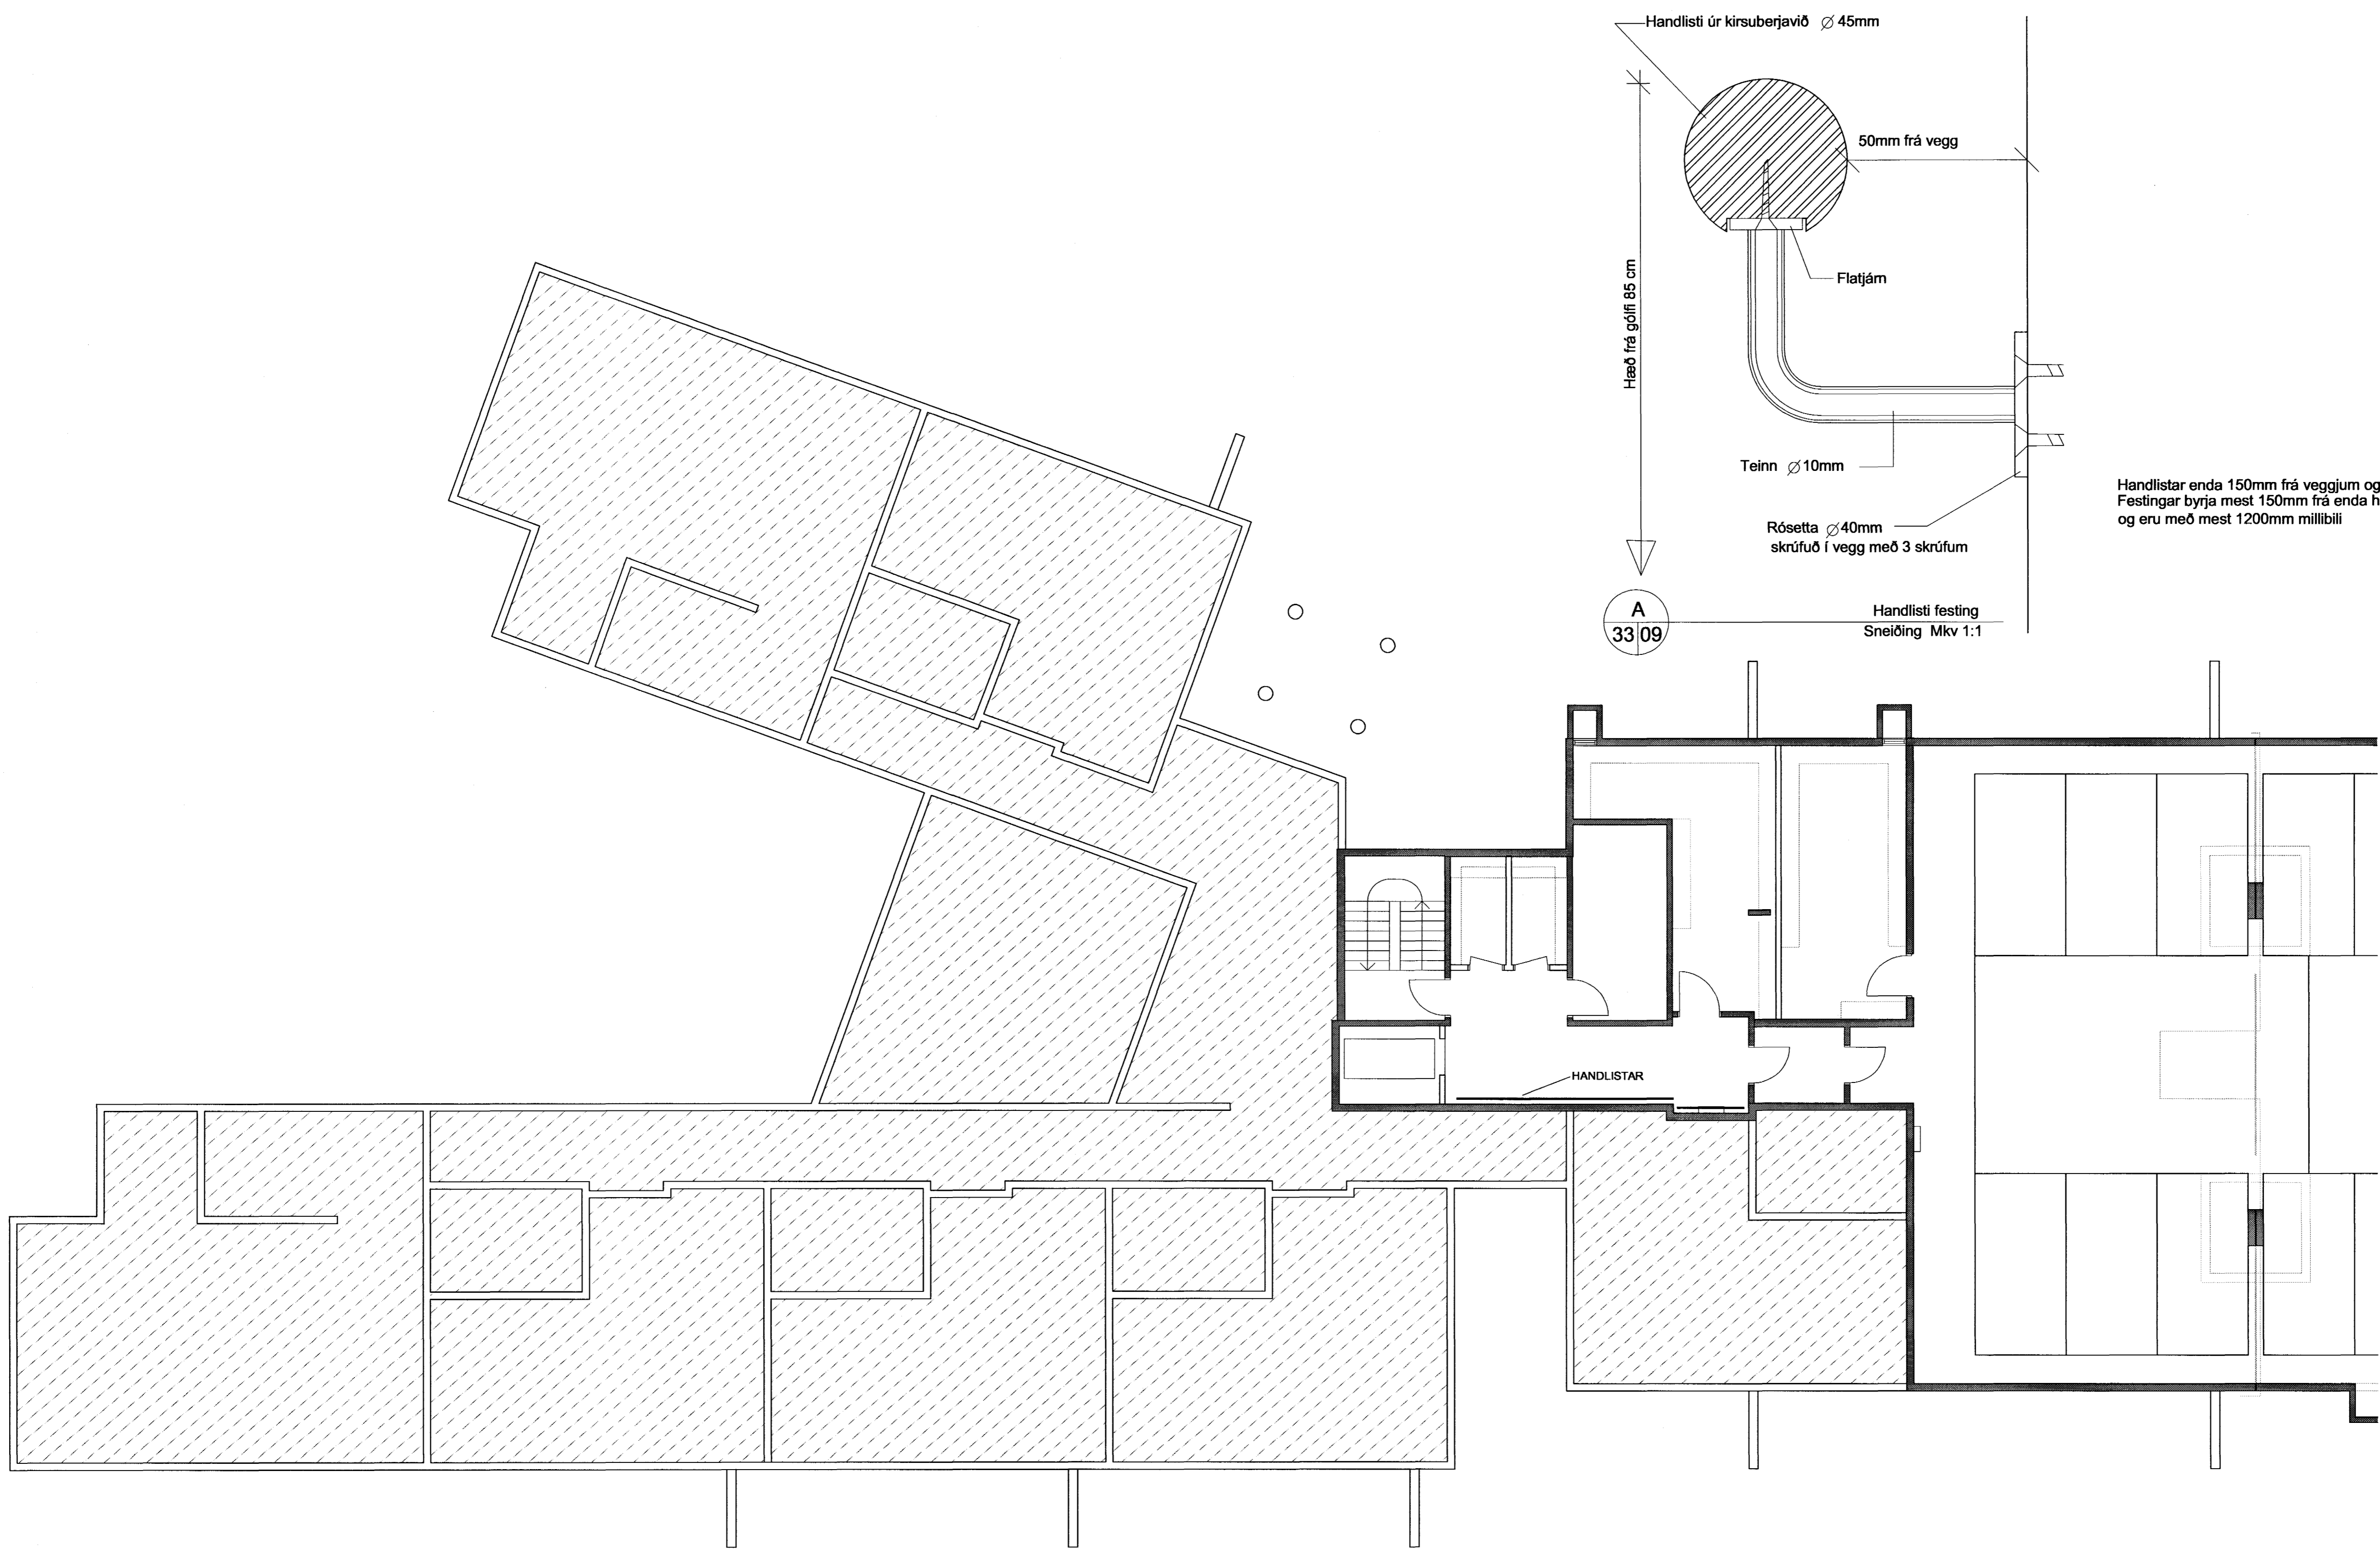 Handlisti úr kirsuberjavið ∅ 45mm
50mm frá vegg
Hæð frá gólfi 85 cm
Flatjárn
Teinn ∅10mm
Rósetta ∅40mm
skrúfuð í vegg með 3 skrúfum
Handlistar enda 150mm frá veggjum og
Festingar byrja mest 150mm frá enda h
og eru með mest 1200mm millibili
A
33 09
Handlisti festing
Sneiðing Mkv 1:1
HANDLISTAR